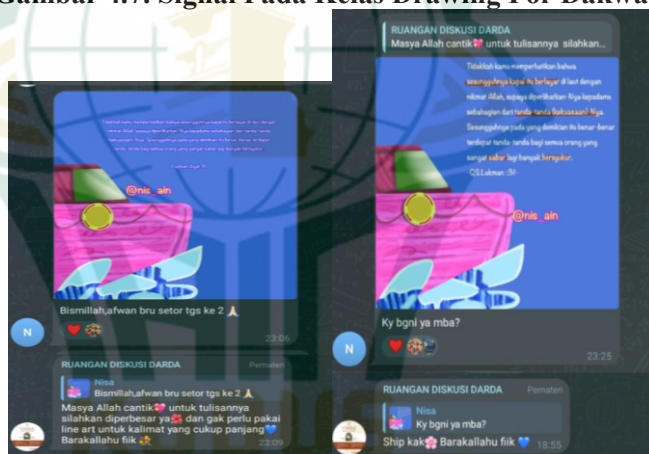 Gambar 4.7. Signal Pada Kelas Drawing For Dakwa
@nis_ain
Bismillah,afwan bru setor tgs ke 2 🙏
23:06
N
RUANGAN DISKUSI DARDA
Pemateri
Nisa
Bismillah,afwan bru setor tgs ke 2 🙏
Masya Allah cantik💖 untuk tulisannya
silahkan diperbesar ya🌸 dan gak perlu pakai
line art untuk kalimat yang cukup panjang💙
Barakallahu fiik 💐
23:09
RUANGAN DISKUSI DARDA
Masya Allah cantik💖 untuk tulisannya silahkan...
Tidakkah kamu memperhatikan bahwa
sesungguhnya kapal itu berlayar di laut dengan
nikmat Allah, supaya diperlihatkan-Nya kepadamu
sebahagian dari tanda-tanda (kekuasaan)-Nya.
Sesungguhnya pada yang demikian itu benar-benar
terdapat tanda-tanda bagi semua orang yang
sangat sabar lagi banyak bersyukur.
@nis_ain
Ky bgni ya mba?
23:25
N
RUANGAN DISKUSI DARDA
Pemateri
Nisa
Ky bgni ya mba?
Ship kak🌸 Barakallahu fiik 💙
18:55